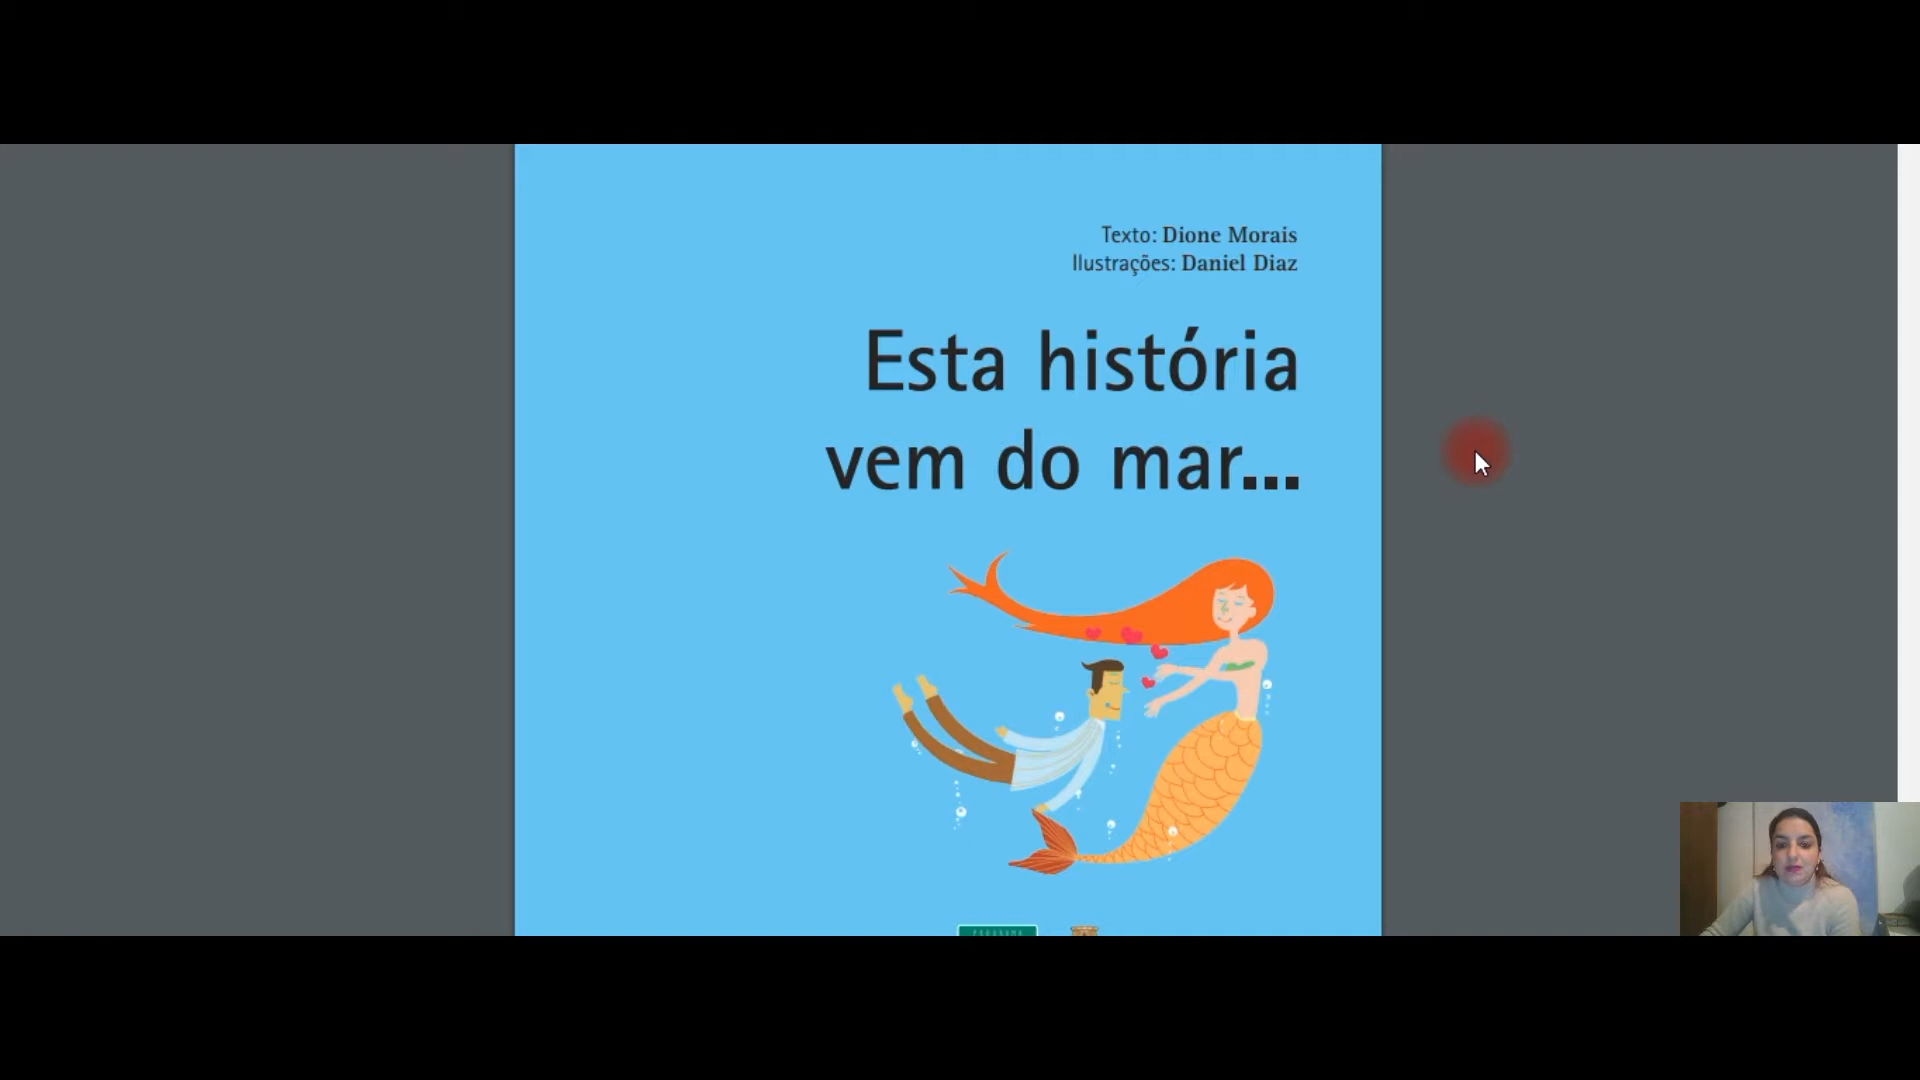 Texto: Dione Morais
Ilustrações: Daniel Diaz
Esta história
vem do mar...